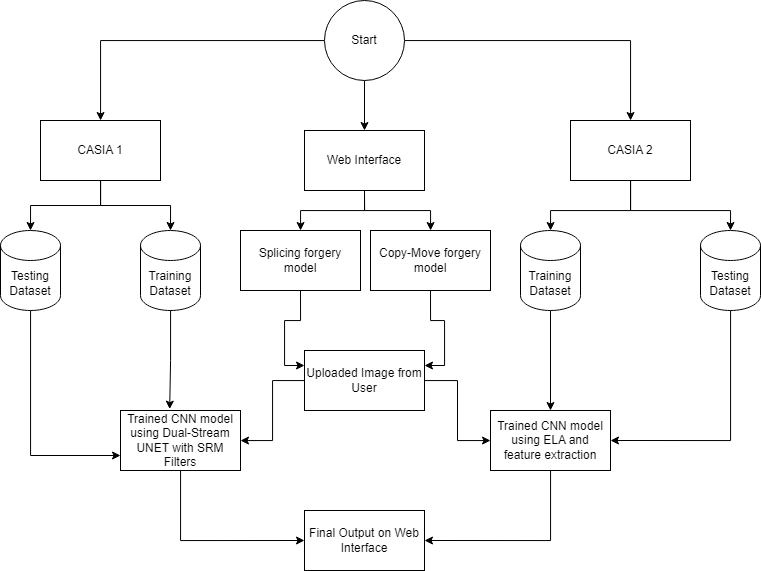 Start
CASIA 1
Web Interface
CASIA 2
Testing
Dataset
Training
Dataset
Splicing forgery
model
Copy-Move forgery
model
Training
Dataset
Testing
Dataset
Uploaded Image from
User
Trained CNN model
using Dual-Stream
UNET with SRM
Filters
Trained CNN model
using ELA and
feature extraction
Final Output on Web
Interface